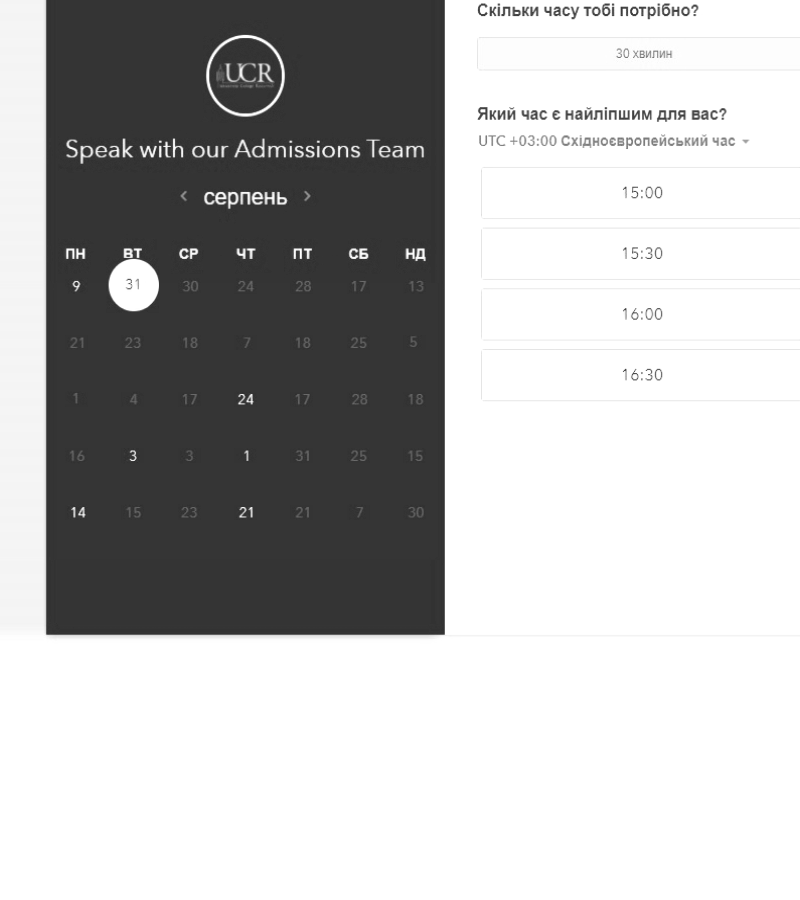 UCR
Speak with our Admissions Team
серпень
ПН ВТ СР ЧТ ПТ СБ НД
9 31 30 24 28 17 13
21 23 18 7 18 25 5
1 4 17 24 17 28 18
16 3 3 1 31 25 15
14 15 23 21 21 7 30
Скільки часу тобі потрібно?
30 хвилин
Який час є найліпшим для вас?
UTC +03:00 Східноєвропейський час
15:00
15:30
16:00
16:30